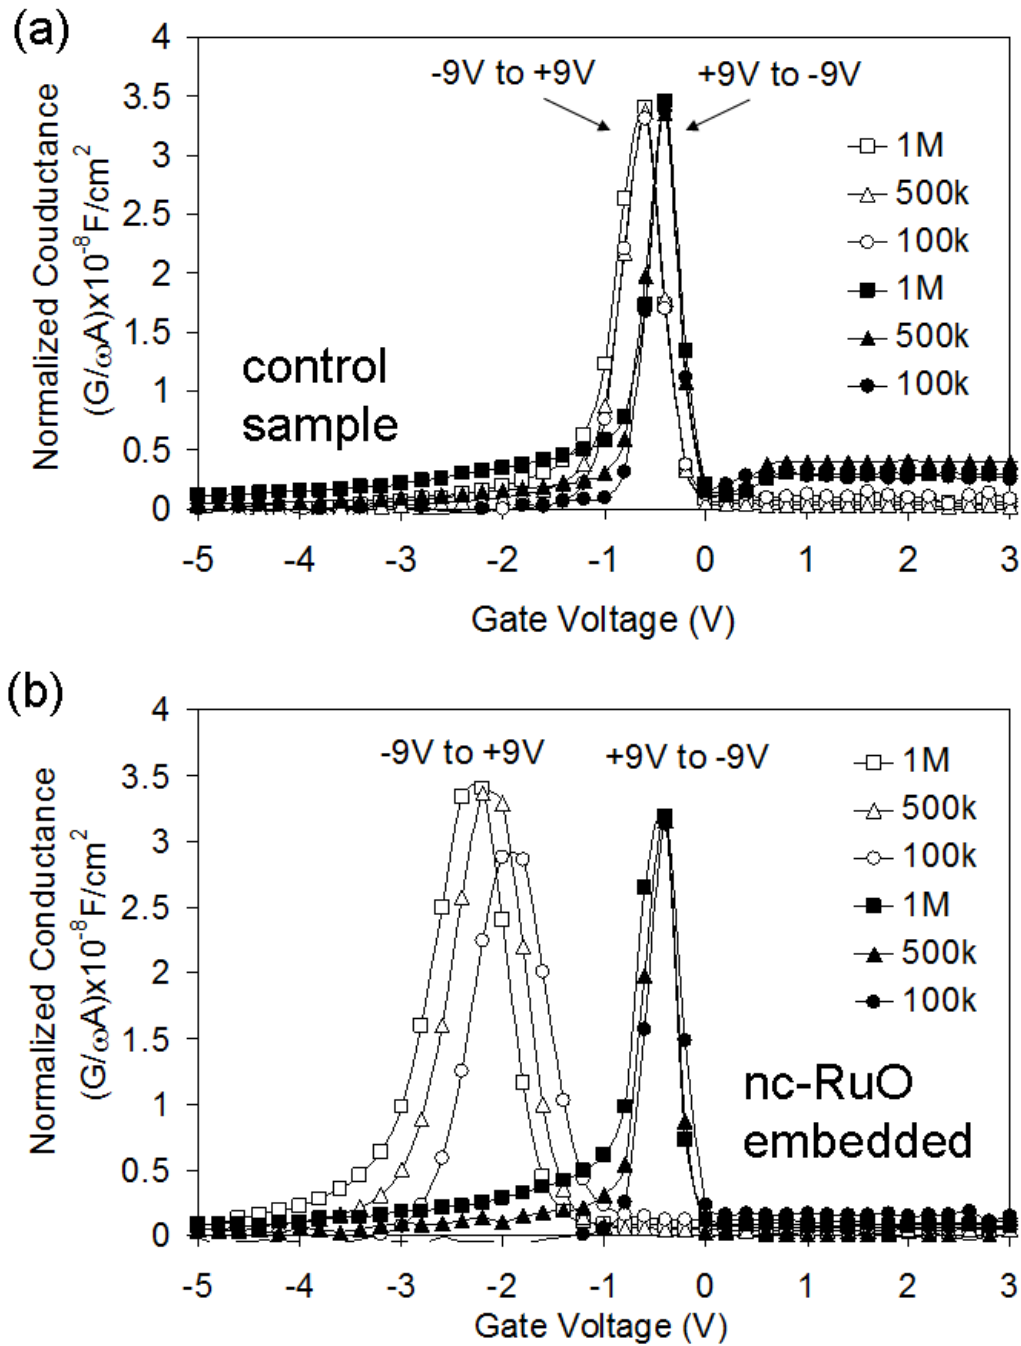 (a)
Normalized Couductance
(G/ωA)x10⁻⁸F/cm²
4
3.5
3
2.5
2
1.5
1
0.5
0
-9V to +9V
+9V to -9V
1M
500k
100k
1M
500k
100k
control
sample
-5 -4 -3 -2 -1 0 1 2 3
Gate Voltage (V)
(b)
Normalized Conductance
(G/ωA)x10⁻⁸F/cm²
4
3.5
3
2.5
2
1.5
1
0.5
0
-9V to +9V
+9V to -9V
1M
500k
100k
1M
500k
100k
nc-RuO
embedded
-5 -4 -3 -2 -1 0 1 2 3
Gate Voltage (V)